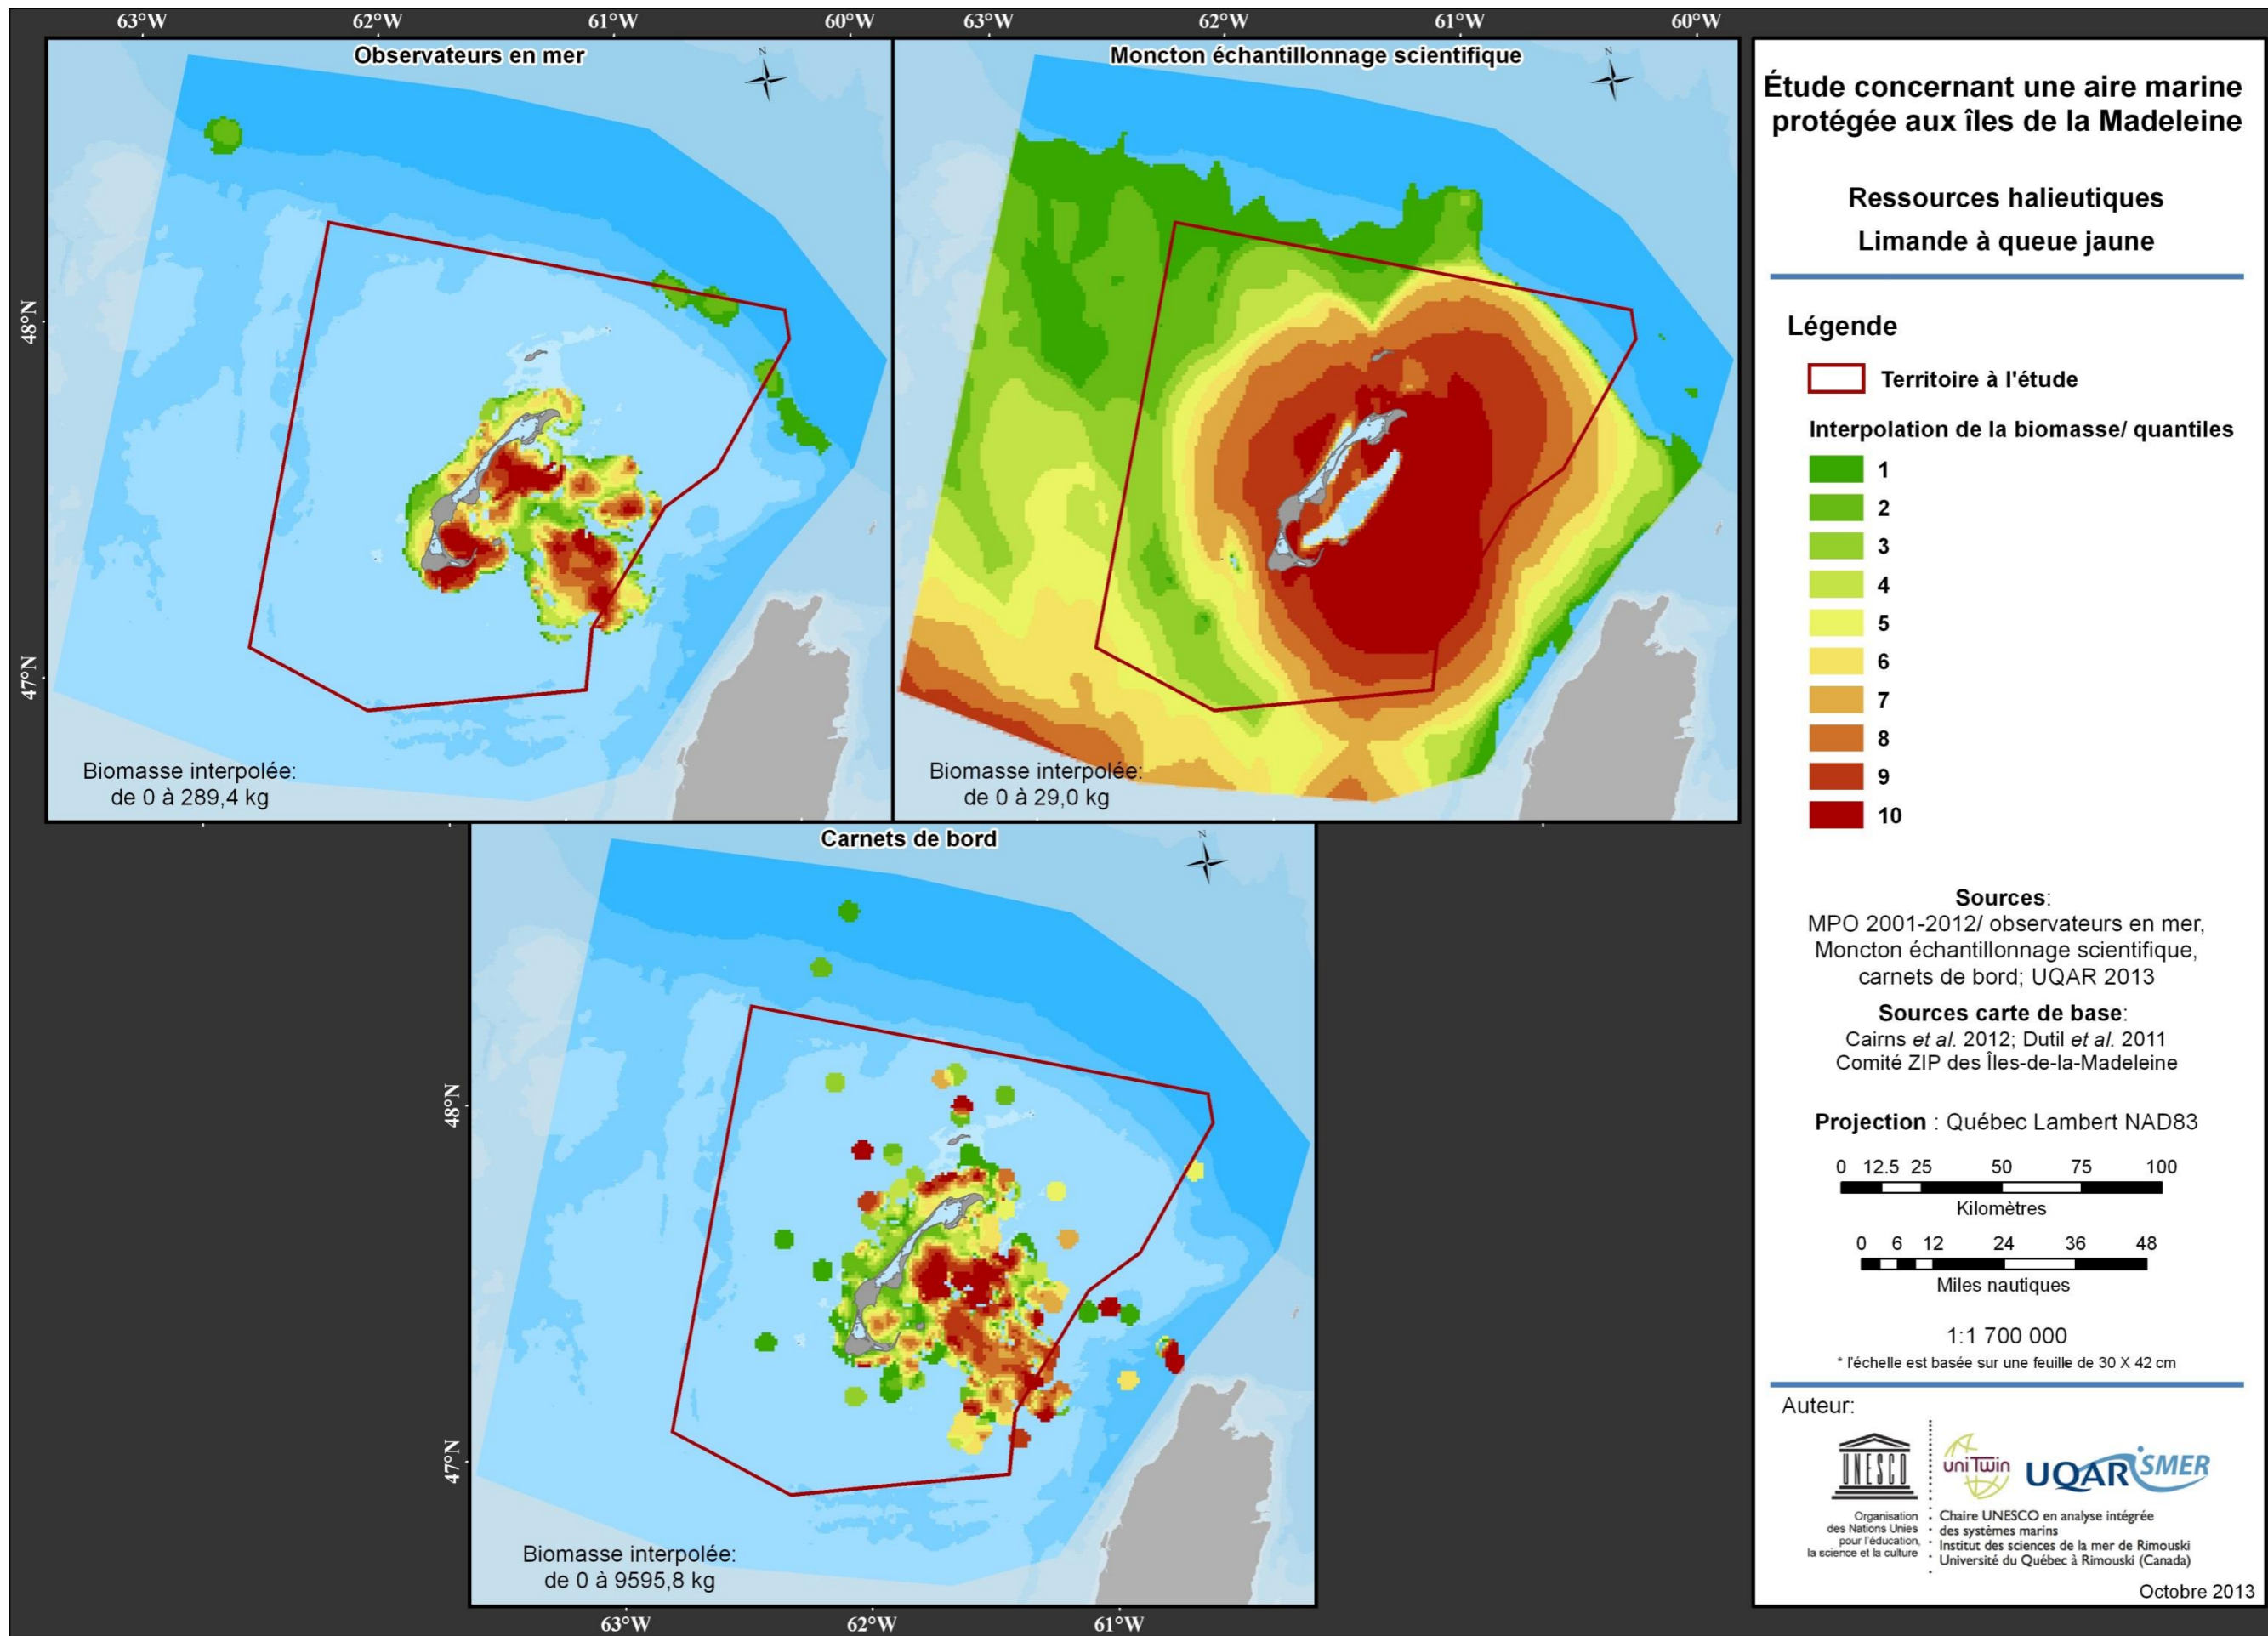 63°W 62°W 61°W 60°W 63°W 62°W 61°W 60°W
Observateurs en mer
N
48°N
47°N
Biomasse interpolée:
de 0 à 289,4 kg
Moncton échantillonnage scientifique
N
Biomasse interpolée:
de 0 à 29,0 kg
Carnets de bord
N
48°N
47°N
Biomasse interpolée:
de 0 à 9595,8 kg
63°W 62°W 61°W
Étude concernant une aire marine
protégée aux îles de la Madeleine
Ressources halieutiques
Limande à queue jaune
Légende
Territoire à l'étude
Interpolation de la biomasse/ quantiles
1
2
3
4
5
6
7
8
9
10
Sources:
MPO 2001-2012/ observateurs en mer,
Moncton échantillonnage scientifique,
carnets de bord; UQAR 2013
Sources carte de base:
Cairns et al. 2012; Dutil et al. 2011
Comité ZIP des Îles-de-la-Madeleine
Projection : Québec Lambert NAD83
0 12.5 25 50 75 100
Kilomètres
0 6 12 24 36 48
Miles nautiques
1:1 700 000
* l'échelle est basée sur une feuille de 30 X 42 cm
Auteur:
UNESCO
uniTwin
UQAR ISMER
Organisation
des Nations Unies
pour l'éducation,
la science et la culture
Chaire UNESCO en analyse intégrée
des systèmes marins
Institut des sciences de la mer de Rimouski
Université du Québec à Rimouski (Canada)
Octobre 2013